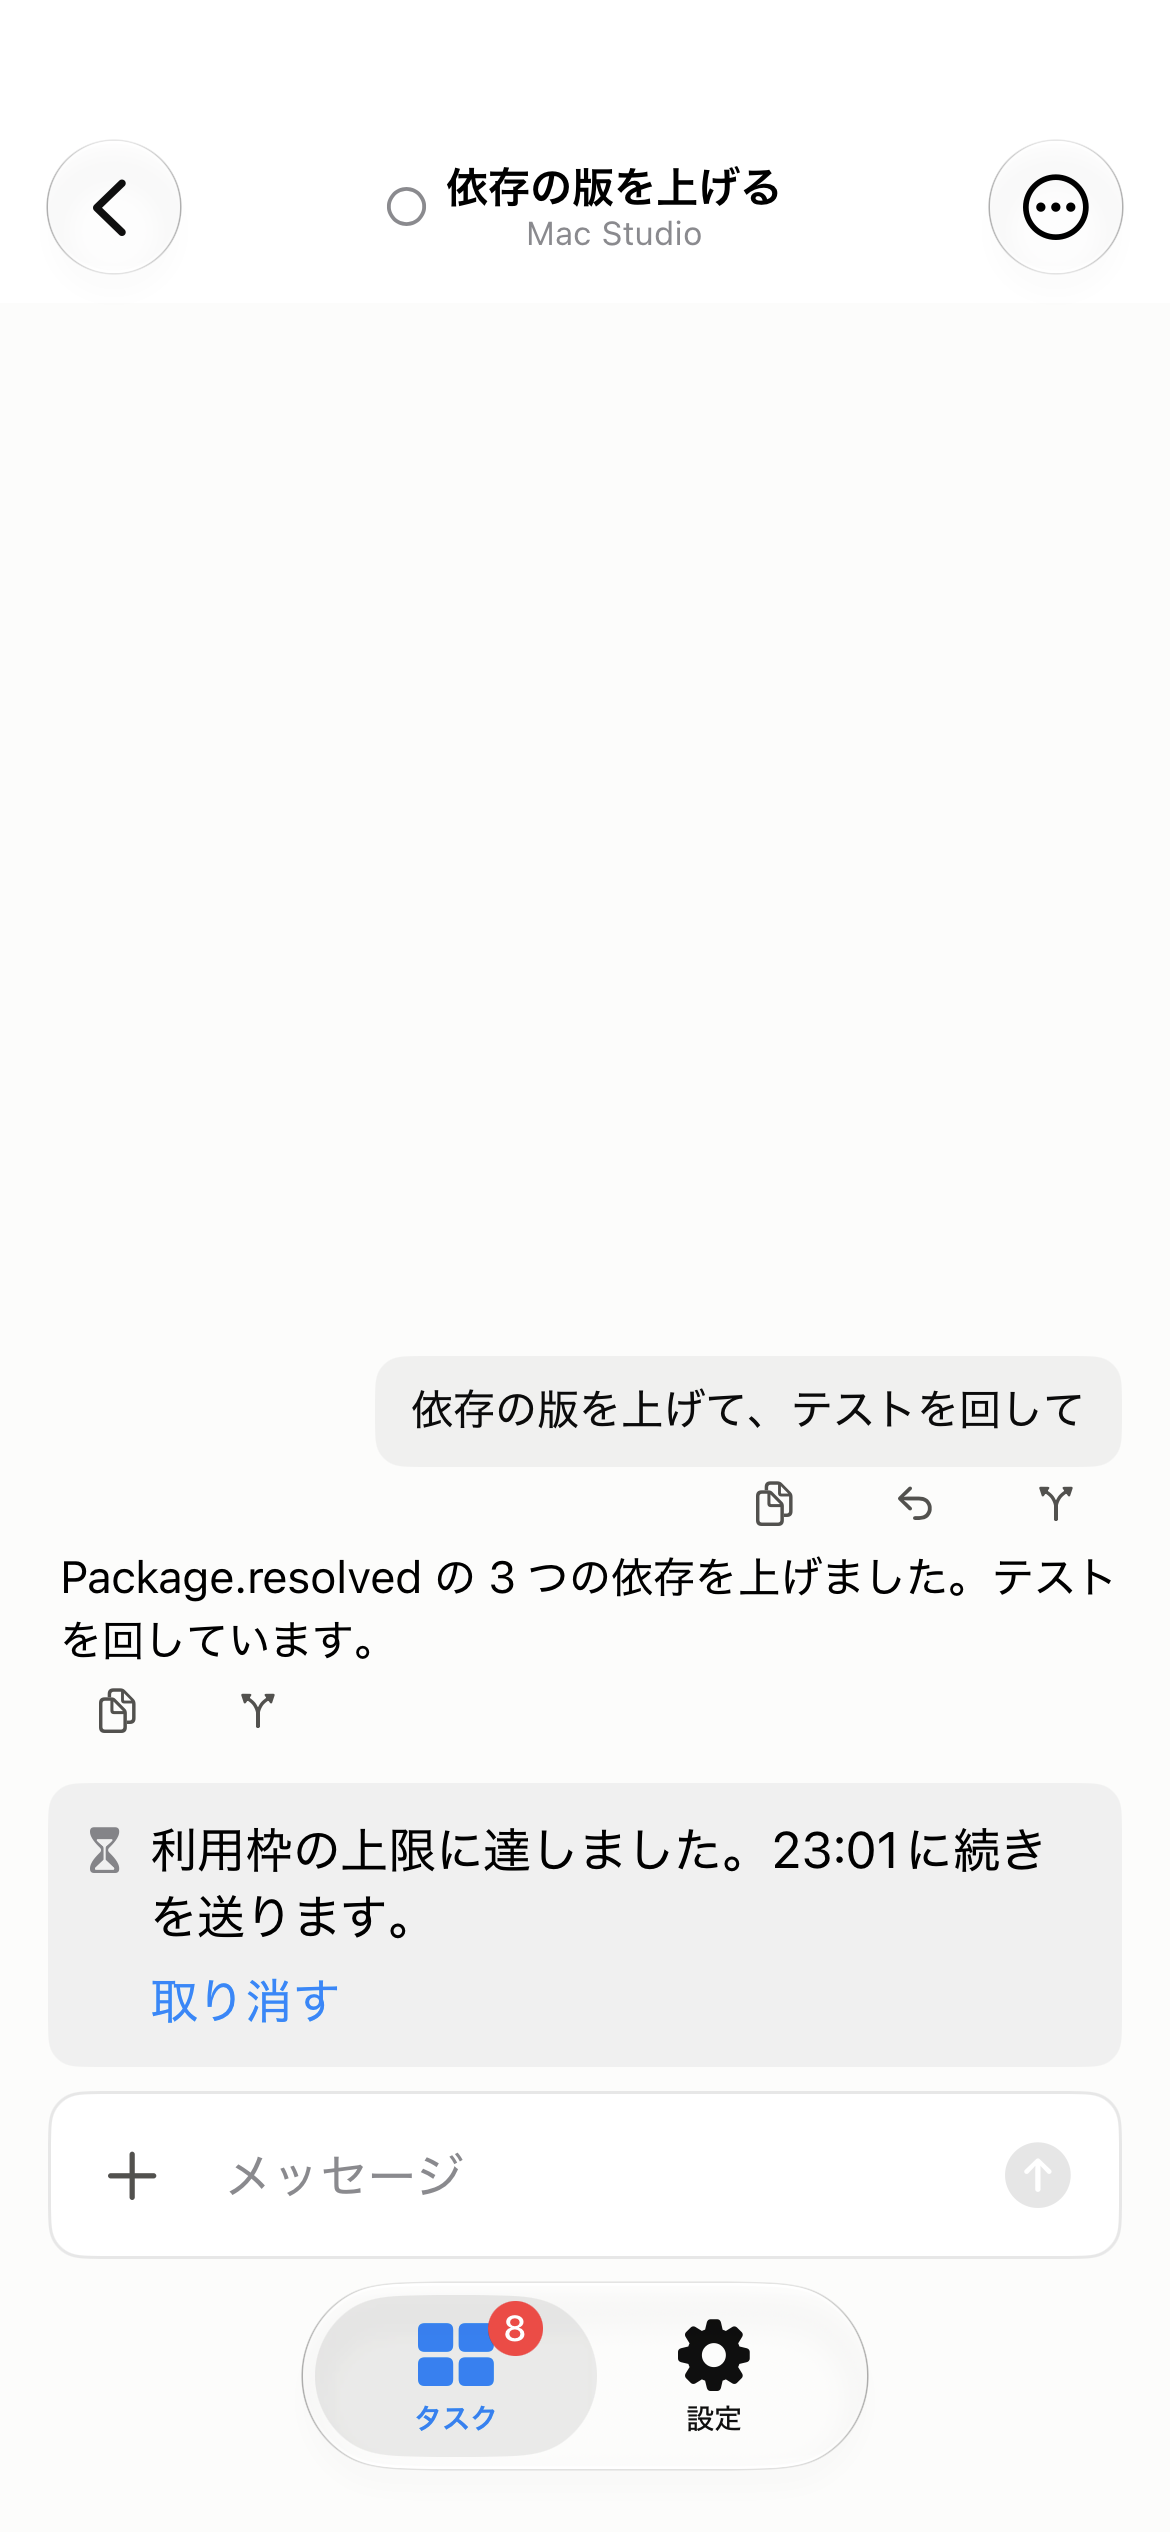 依存の版を上げる
Mac Studio
依存の版を上げて、テストを回して
Package.resolved の 3 つの依存を上げました。テスト
を回しています。
利用枠の上限に達しました。23:01に続き
を送ります。
取り消す
メッセージ
8
タスク
設定